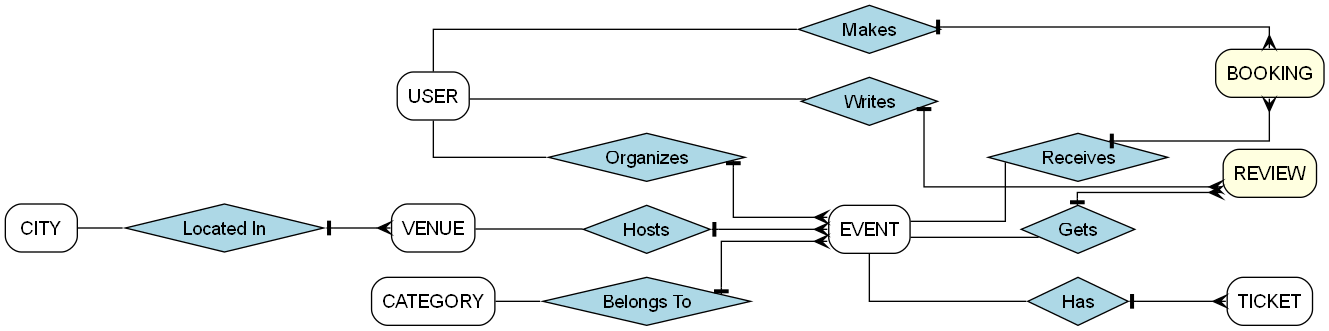 Makes
BOOKING
USER
Writes
Organizes
Receives
REVIEW
CITY
Located In
VENUE
Hosts
EVENT
Gets
CATEGORY
Belongs To
Has
TICKET